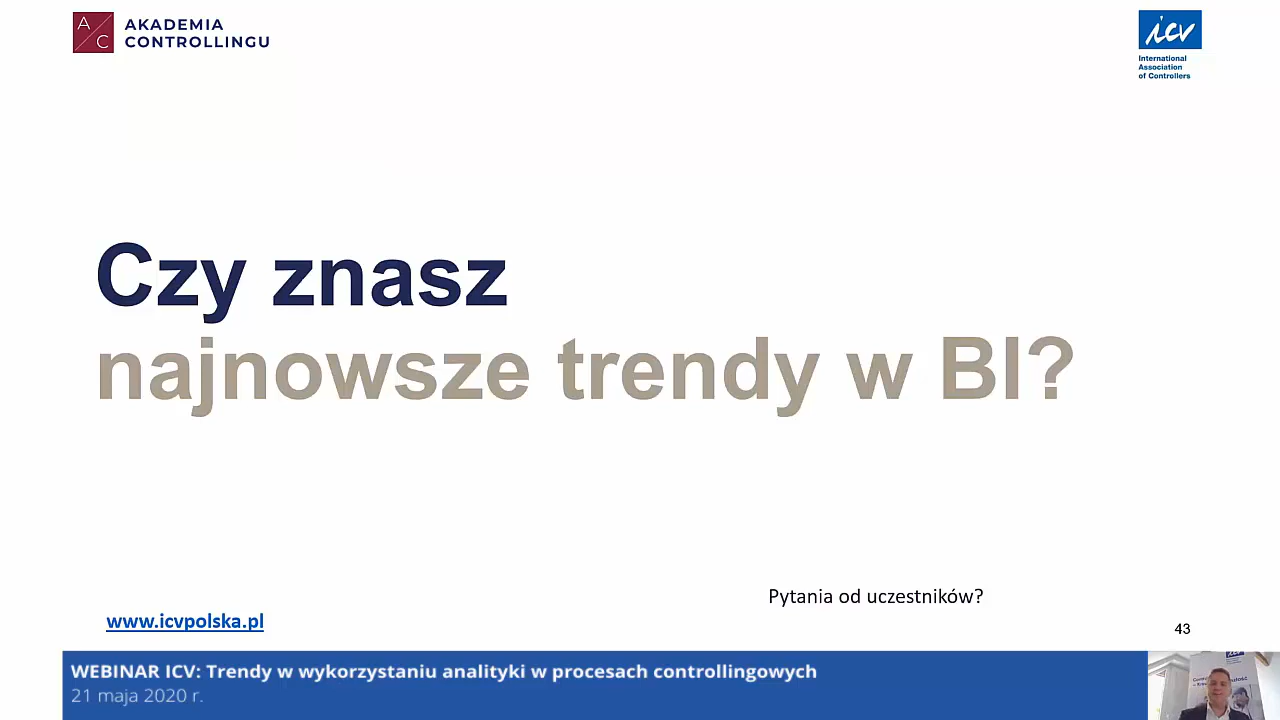 A
C
AKADEMIA
CONTROLLINGU
icv
International
Association
of Controllers
Czy znasz
najnowsze trendy w BI?
Pytania od uczestników?
www.icvpolska.pl
43
WEBINAR ICV: Trendy w wykorzystaniu analityki w procesach controllingowych
21 maja 2020 r.